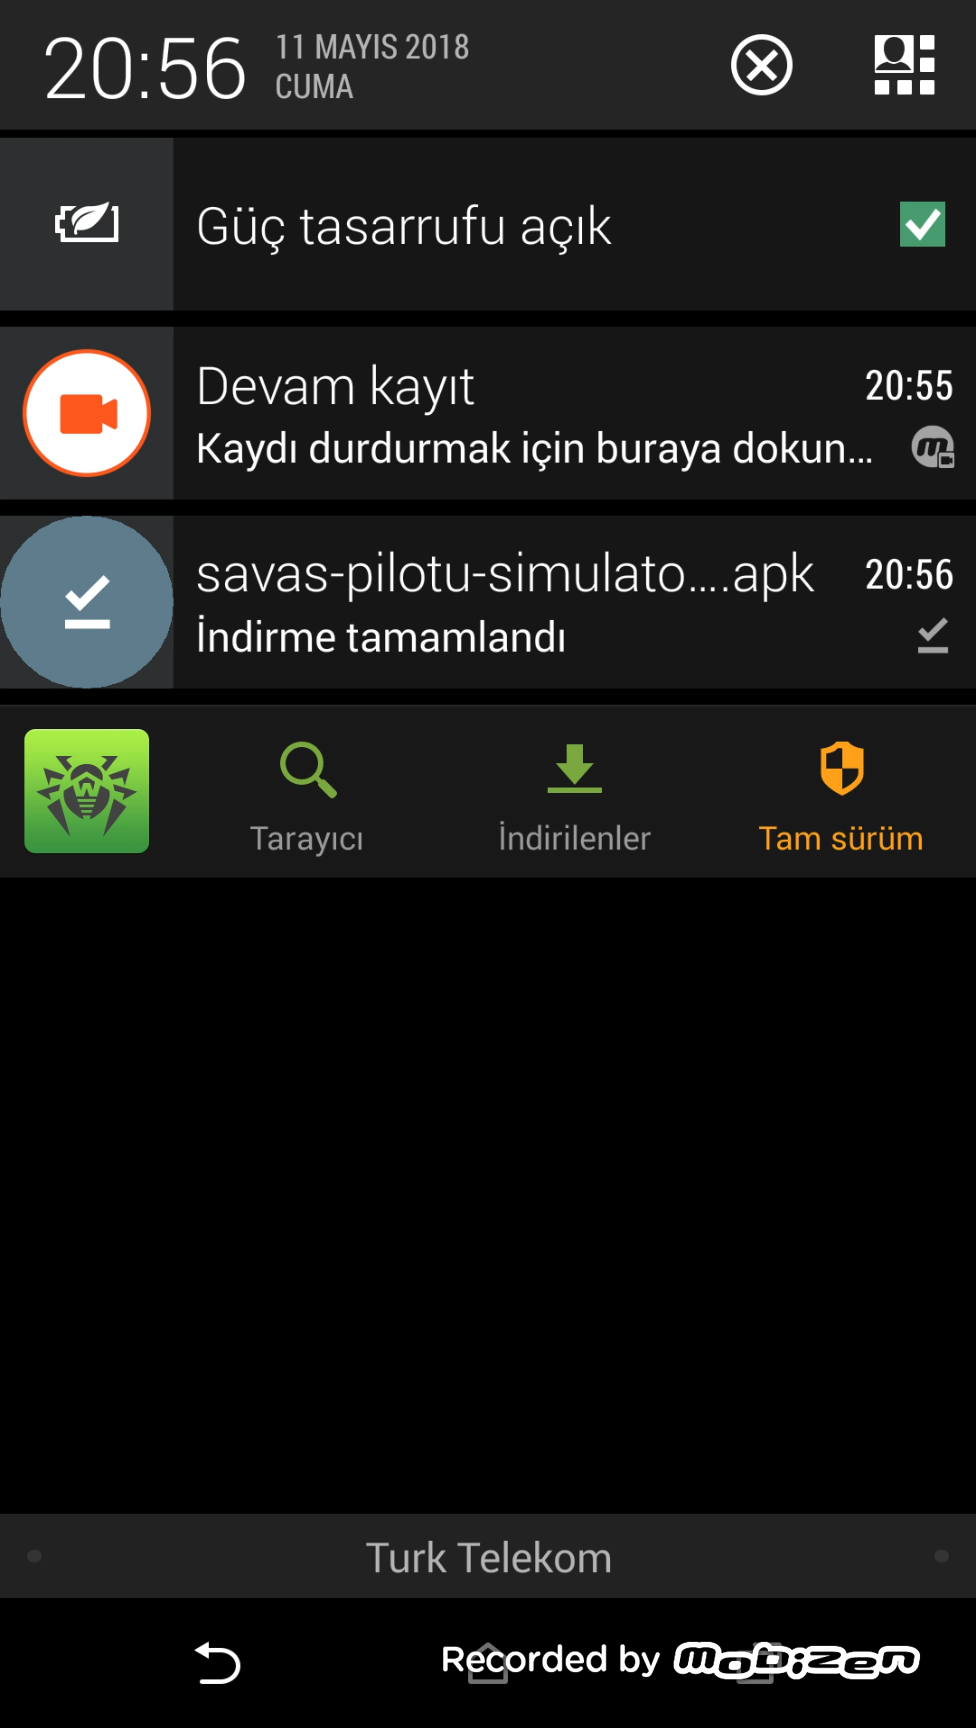 20:56
11 MAYIS 2018
CUMA
Güç tasarrufu açık
Devam kayıt
20:55
Kaydı durdurmak için buraya dokun...
savas-pilotu-simulato....apk
20:56
İndirme tamamlandı
Tarayıcı
İndirilenler
Tam sürüm
Turk Telekom
Recorded by mobizen